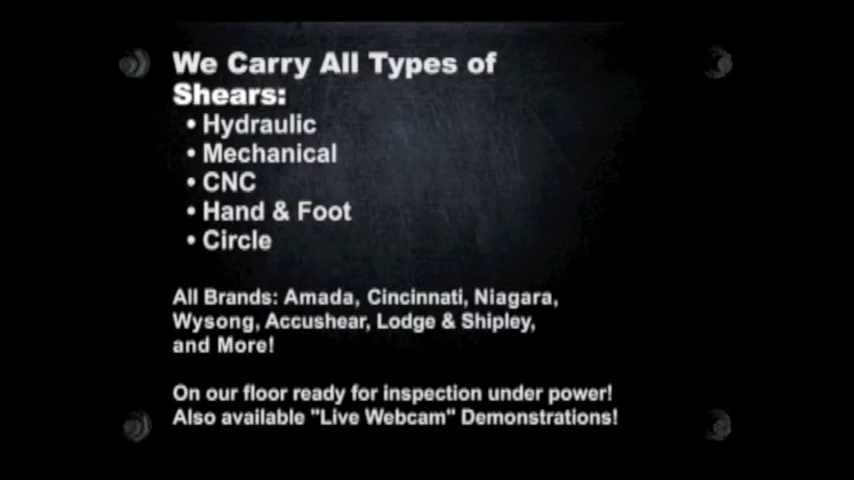 We Carry All Types of
Shears:
• Hydraulic
• Mechanical
• CNC
• Hand & Foot
• Circle
All Brands: Amada, Cincinnati, Niagara,
Wysong, Accushear, Lodge & Shipley,
and More!
On our floor ready for inspection under power!
Also available "Live Webcam" Demonstrations!